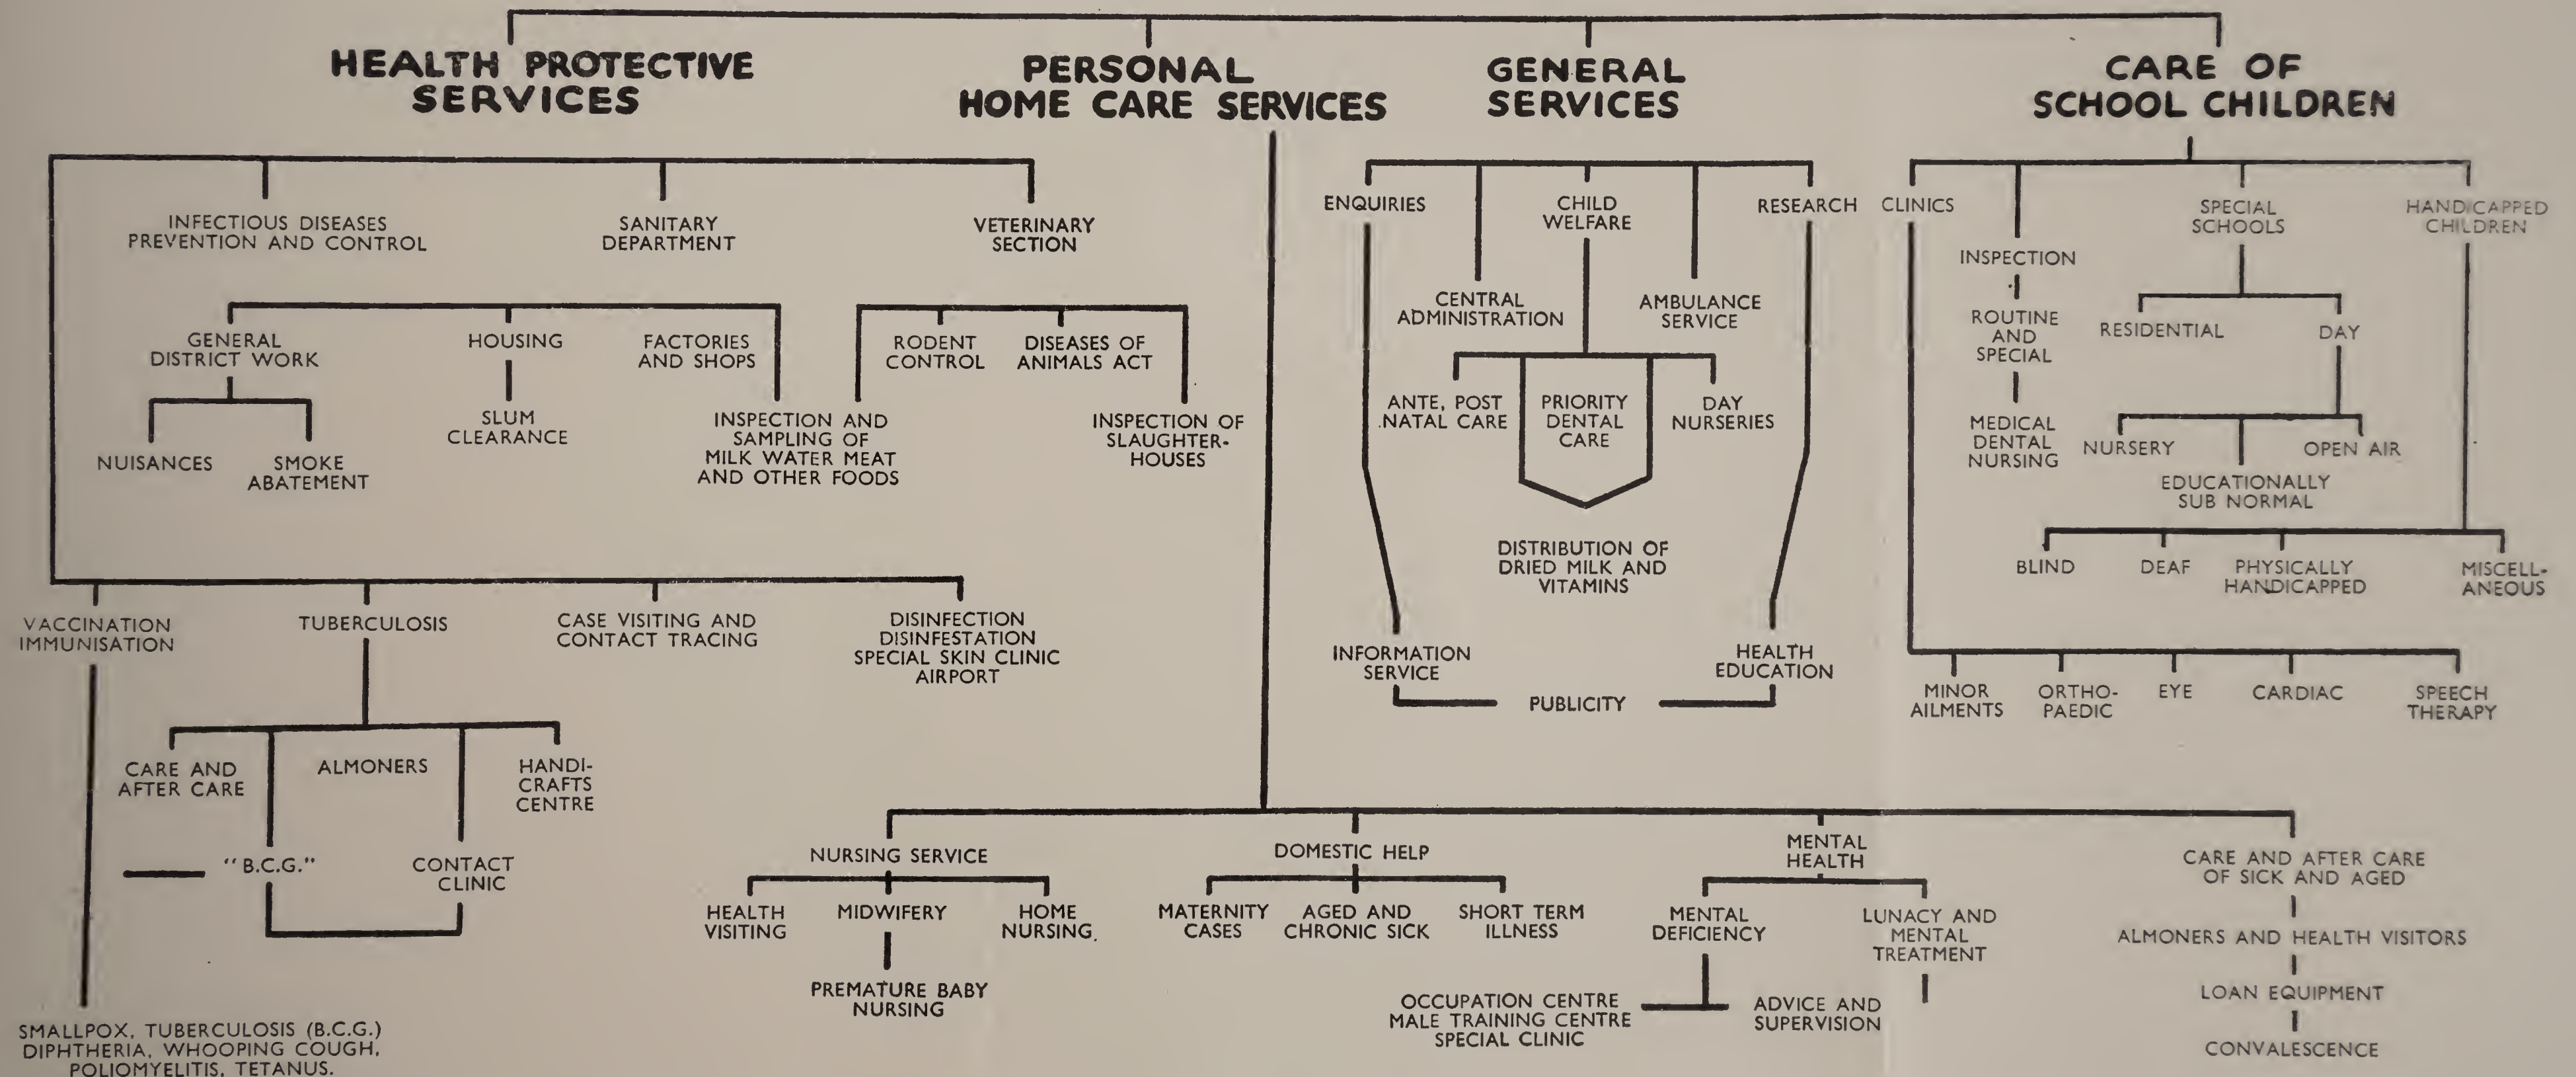 HEALTH PROTECTIVE
SERVICES
PERSONAL
HOME CARE SERVICES
GENERAL
SERVICES
CARE OF
SCHOOL CHILDREN
INFECTIOUS DISEASES
PREVENTION AND CONTROL
SANITARY
DEPARTMENT
VETERINARY
SECTION
GENERAL
DISTRICT WORK
HOUSING
FACTORIES
AND SHOPS
RODENT
CONTROL
DISEASES OF
ANIMALS ACT
NUISANCES
SMOKE
ABATEMENT
SLUM
CLEARANCE
INSPECTION AND
SAMPLING OF
MILK WATER MEAT
AND OTHER FOODS
INSPECTION OF
SLAUGHTER-
HOUSES
VACCINATION
IMMUNISATION
TUBERCULOSIS
CASE VISITING AND
CONTACT TRACING
DISINFECTION
DISINFESTATION
SPECIAL SKIN CLINIC
AIRPORT
CARE AND
AFTER CARE
ALMONERS
HANDI-
CRAFTS
CENTRE
"B.C.G."
CONTACT
CLINIC
SMALLPOX, TUBERCULOSIS (B.C.G.)
DIPHTHERIA, WHOOPING COUGH,
POLIOMYELITIS, TETANUS.
ENQUIRIES
CHILD
WELFARE
RESEARCH
CENTRAL
ADMINISTRATION
AMBULANCE
SERVICE
ANTE, POST
NATAL CARE
PRIORITY
DENTAL
CARE
DAY
NURSERIES
DISTRIBUTION OF
DRIED MILK AND
VITAMINS
INFORMATION
SERVICE
HEALTH
EDUCATION
PUBLICITY
CLINICS
INSPECTION
ROUTINE
AND
SPECIAL
MEDICAL
DENTAL
NURSING
SPECIAL
SCHOOLS
HANDICAPPED
CHILDREN
RESIDENTIAL
DAY
NURSERY
OPEN AIR
EDUCATIONALLY
SUB NORMAL
BLIND
DEAF
PHYSICALLY
HANDICAPPED
MISCELL-
ANEOUS
MINOR
AILMENTS
ORTHO-
PAEDIC
EYE
CARDIAC
SPEECH
THERAPY
NURSING SERVICE
HEALTH
VISITING
MIDWIFERY
HOME
NURSING.
PREMATURE BABY
NURSING
DOMESTIC HELP
MATERNITY
CASES
AGED AND
CHRONIC SICK
SHORT TERM
ILLNESS
MENTAL
HEALTH
MENTAL
DEFICIENCY
LUNACY AND
MENTAL
TREATMENT
OCCUPATION CENTRE
MALE TRAINING CENTRE
SPECIAL CLINIC
ADVICE AND
SUPERVISION
CARE AND AFTER CARE
OF SICK AND AGED
ALMONERS AND HEALTH VISITORS
LOAN EQUIPMENT
CONVALESCENCE